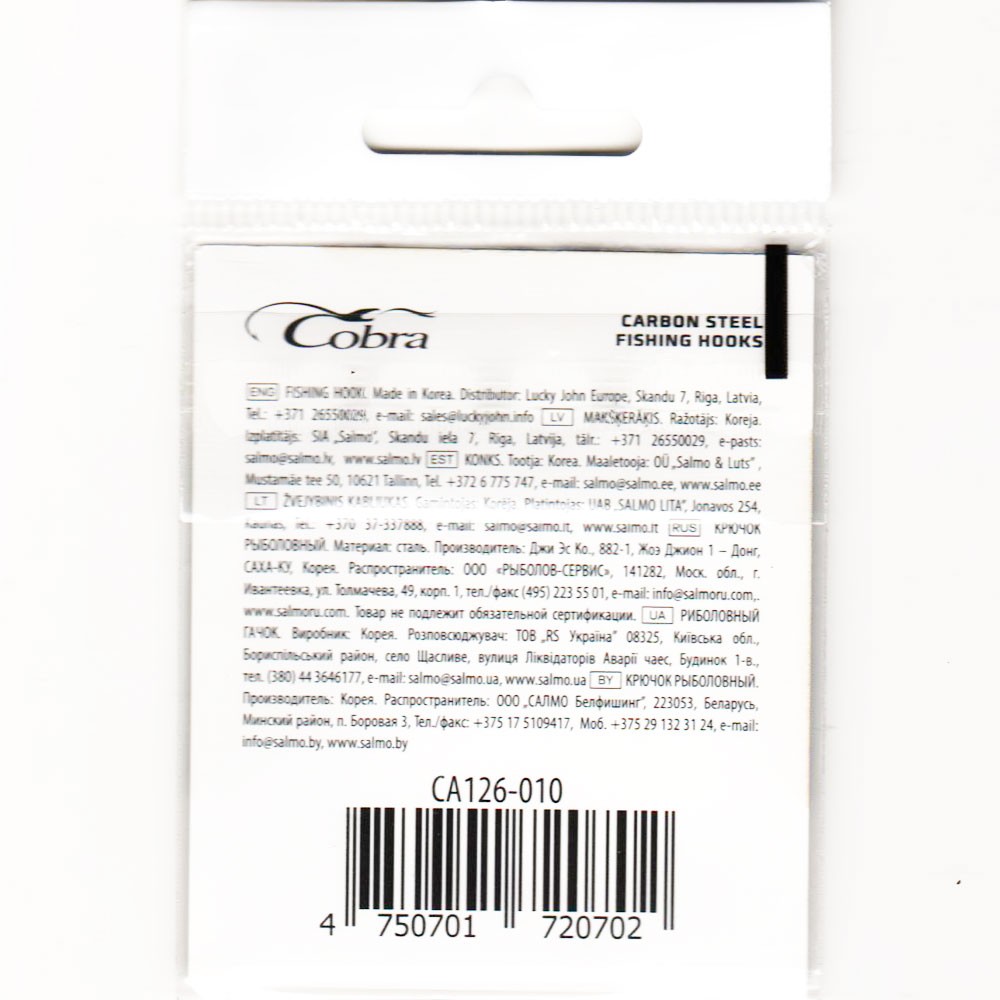 Cobra
CARBON STEEL
FISHING HOOKS
ENG FISHING HOOK. Made in Korea. Distributor: Lucky John Europe, Skandu 7, Riga, Latvia,
Tel.: +371 26550029, e-mail: sales@luckyjohn.info LV MAKŠĶERĀĶIS. Ražotājs: Koreja.
Izplatītājs: SIA „Salmo", Skandu iela 7, Riga, Latvija, tālr.: +371 26550029, e-pasts:
salmo@salmo.lv, www.salmo.lv EST KONKS. Tootja: Korea. Maaletooja: OÜ „Salmo & Luts" ,
Mustamäe tee 50, 10621 Tallinn, Tel. +372 6 775 747, e-mail: salmo@salmo.ee, www.salmo.ee
LT ŽVEJYBINIS KABLIUKAS. Gamintojas: Korėja. Platintojas: UAB „SALMO LITA", Jonavos 254,
Kaunas, Tel.: +370 37-337888, e-mail: salmo@salmo.lt, www.salmo.lt RUS КРЮЧОК
РЫБОЛОВНЫЙ. Материал: сталь. Производитель: Джи Эс Ко., 882-1, Жоэ Джион 1 – Донг,
САХА-КУ, Корея. Распространитель: ООО «РЫБОЛОВ-СЕРВИС», 141282, Моск. обл., г.
Ивантеевка, ул. Толмачева, 49, корп. 1, тел./факс (495) 223 55 01, e-mail: info@salmoru.com,.
www.salmoru.com. Товар не подлежит обязательной сертификации. UA РИБОЛОВНЫЙ
ГАЧОК. Виробник: Корея. Розповсюджувач: ТОВ „RS Україна" 08325, Київська обл.,
Бориспільський район, село Щасливе, вулиця Ліквідаторів Аварії чаес, Будинок 1-в.,
тел. (380) 44 3646177, e-mail: salmo@salmo.ua, www.salmo.ua BY КРЮЧОК РЫБОЛОВНЫЙ.
Производитель: Корея. Распространитель: ООО „САЛМО Белфишинг", 223053, Беларусь,
Минский район, п. Боровая 3, Тел./факс: +375 17 5109417, Моб. +375 29 132 31 24, e-mail:
info@salmo.by, www.salmo.by
CA126-010
4 750701 720702